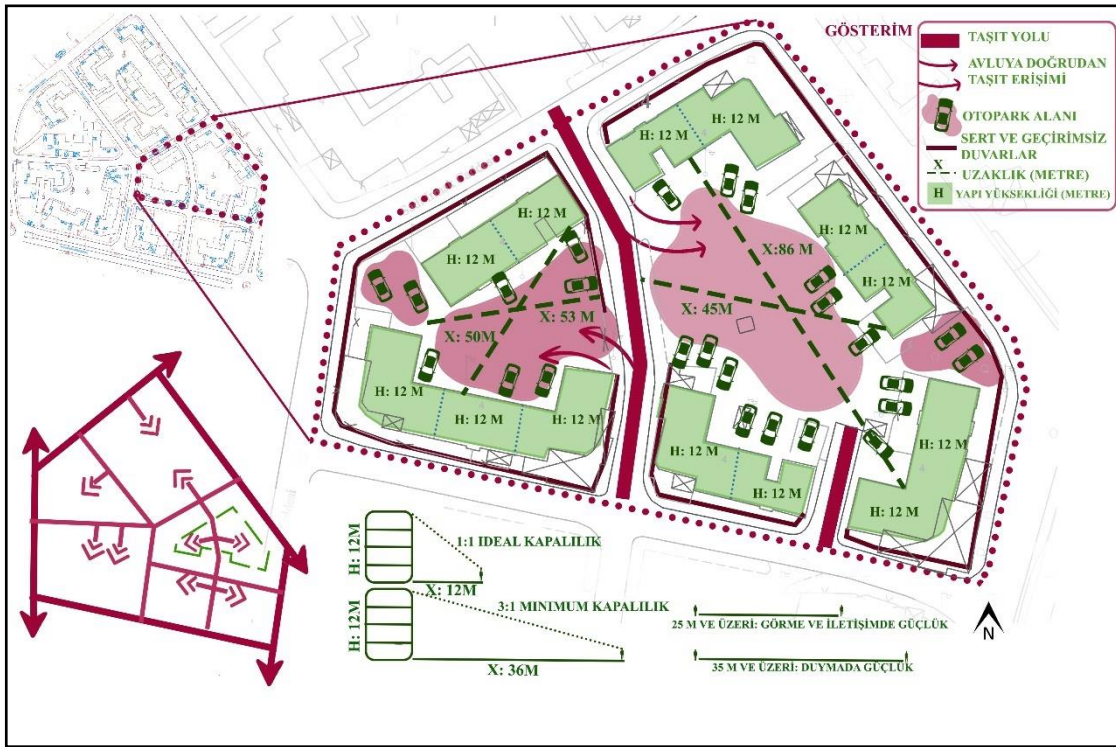 GÖSTERİM
TAŞIT YOLU
AVLUYA DOĞRUDAN
TAŞIT ERİŞİMİ
OTOPARK ALANI
SERT VE GEÇİRİMSİZ
DUVARLAR
X
UZAKLIK (METRE)
H
YAPI YÜKSEKLİĞİ (METRE)
H: 12 M
H: 12 M
H: 12 M
H: 12 M
H: 12 M
H: 12 M
X:86 M
X: 45M
X: 53 M
X: 50M
H: 12 M
H: 12 M
H: 12 M
H: 12 M
H: 12 M
H: 12 M
H: 12 M
H: 12M
1:1 IDEAL KAPALILIK
X: 12M
H: 12M
3:1 MINIMUM KAPALILIK
X: 36M
25 M VE ÜZERİ: GÖRME VE İLETİŞİMDE GÜÇLÜK
35 M VE ÜZERİ: DUYMADA GÜÇLÜK
N